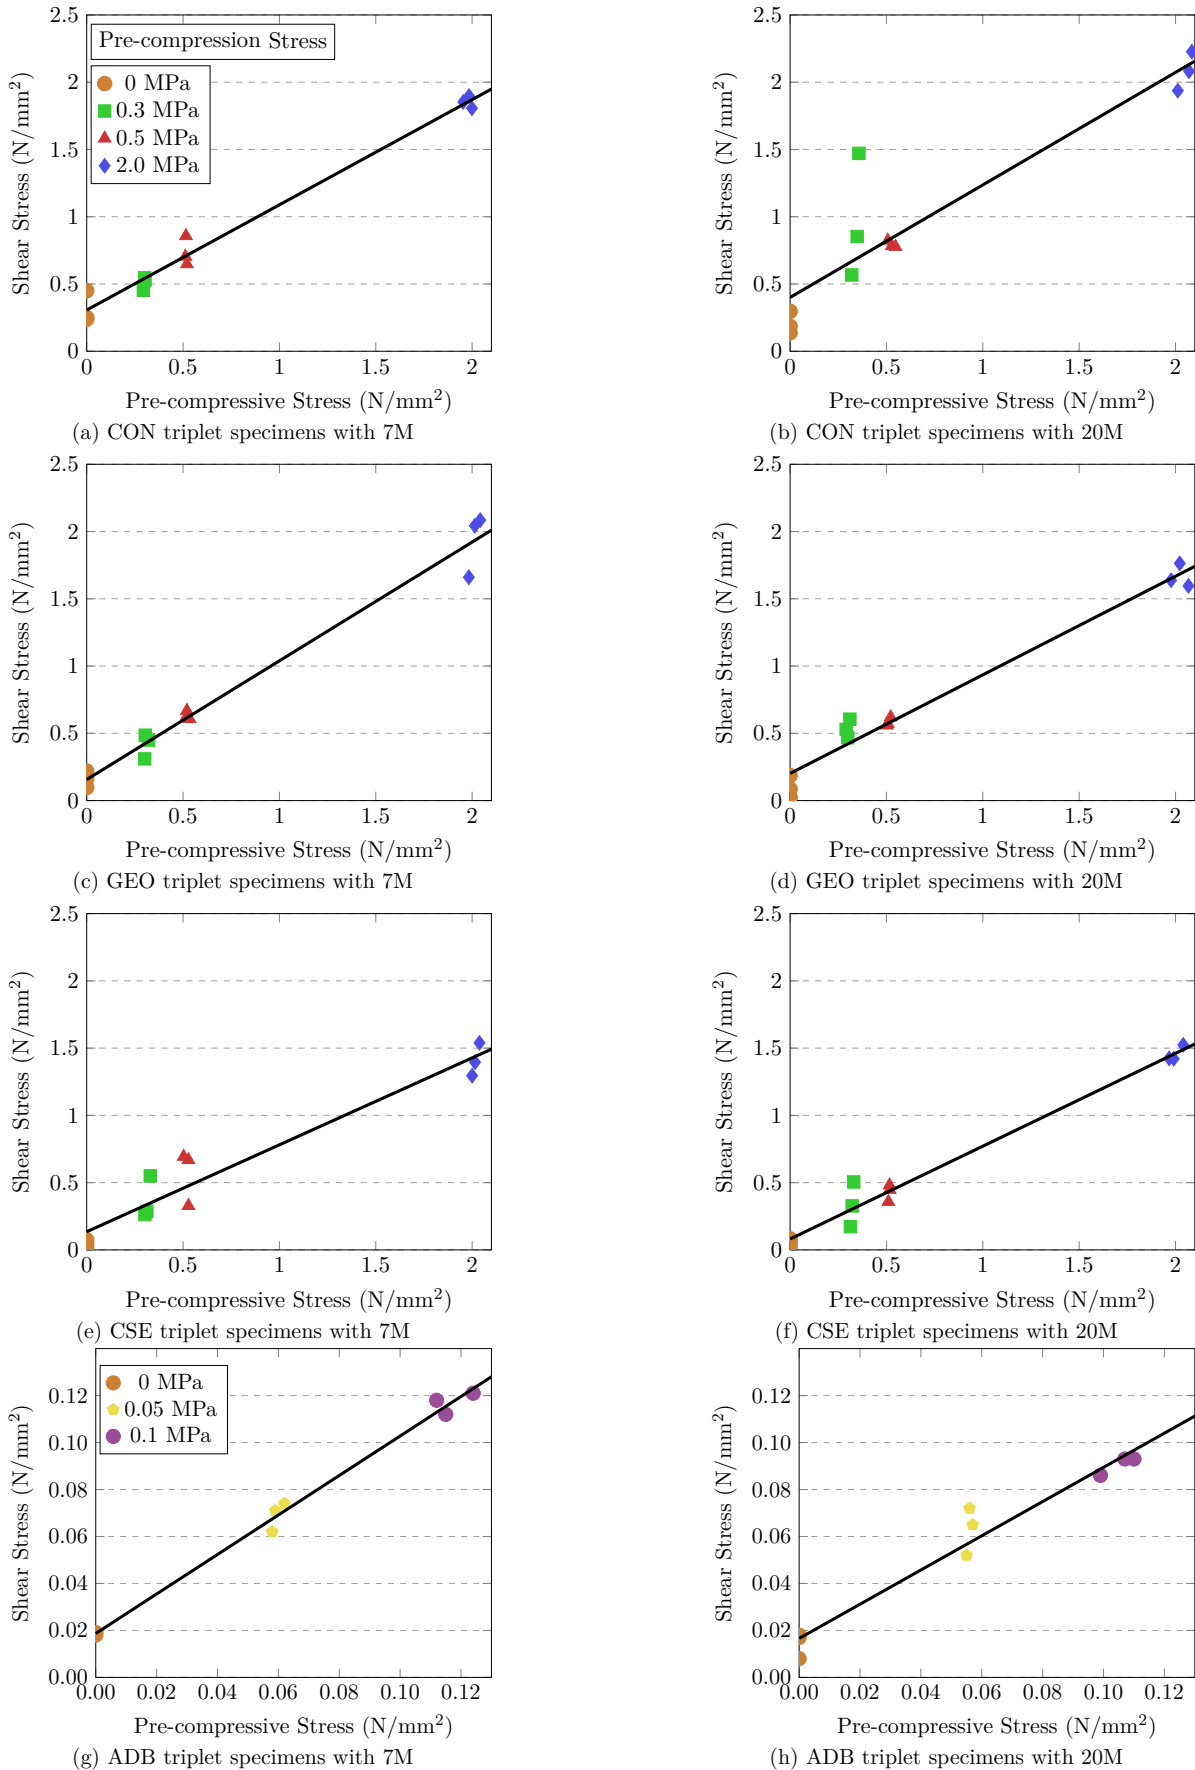 2.5
2
1.5
1
0.5
0
0
0.5
1
1.5
2
Shear Stress (N/mm²)
Pre-compression Stress
0 MPa
0.3 MPa
0.5 MPa
2.0 MPa
Pre-compressive Stress (N/mm²)
(a) CON triplet specimens with 7M
2.5
2
1.5
1
0.5
0
0
0.5
1
1.5
2
Shear Stress (N/mm²)
Pre-compressive Stress (N/mm²)
(b) CON triplet specimens with 20M
2.5
2
1.5
1
0.5
0
0
0.5
1
1.5
2
Shear Stress (N/mm²)
Pre-compressive Stress (N/mm²)
(c) GEO triplet specimens with 7M
2.5
2
1.5
1
0.5
0
0
0.5
1
1.5
2
Shear Stress (N/mm²)
Pre-compressive Stress (N/mm²)
(d) GEO triplet specimens with 20M
2.5
2
1.5
1
0.5
0
0
0.5
1
1.5
2
Shear Stress (N/mm²)
Pre-compressive Stress (N/mm²)
(e) CSE triplet specimens with 7M
2.5
2
1.5
1
0.5
0
0
0.5
1
1.5
2
Shear Stress (N/mm²)
Pre-compressive Stress (N/mm²)
(f) CSE triplet specimens with 20M
0.12
0.10
0.08
0.06
0.04
0.02
0.00
0.00
0.02
0.04
0.06
0.08
0.10
0.12
Shear Stress (N/mm²)
0 MPa
0.05 MPa
0.1 MPa
Pre-compressive Stress (N/mm²)
(g) ADB triplet specimens with 7M
0.12
0.10
0.08
0.06
0.04
0.02
0.00
0.00
0.02
0.04
0.06
0.08
0.10
0.12
Shear Stress (N/mm²)
Pre-compressive Stress (N/mm²)
(h) ADB triplet specimens with 20M